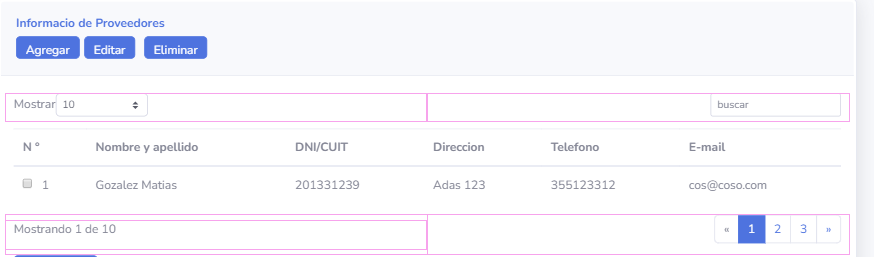 Informacio de Proveedores
Agregar Editar Eliminar
Mostrar 10 buscar
N º Nombre y apellido DNI/CUIT Direccion Telefono E-mail
1 Gozalez Matias 201331239 Adas 123 355123312 cos@coso.com
Mostrando 1 de 10 « 1 2 3 »